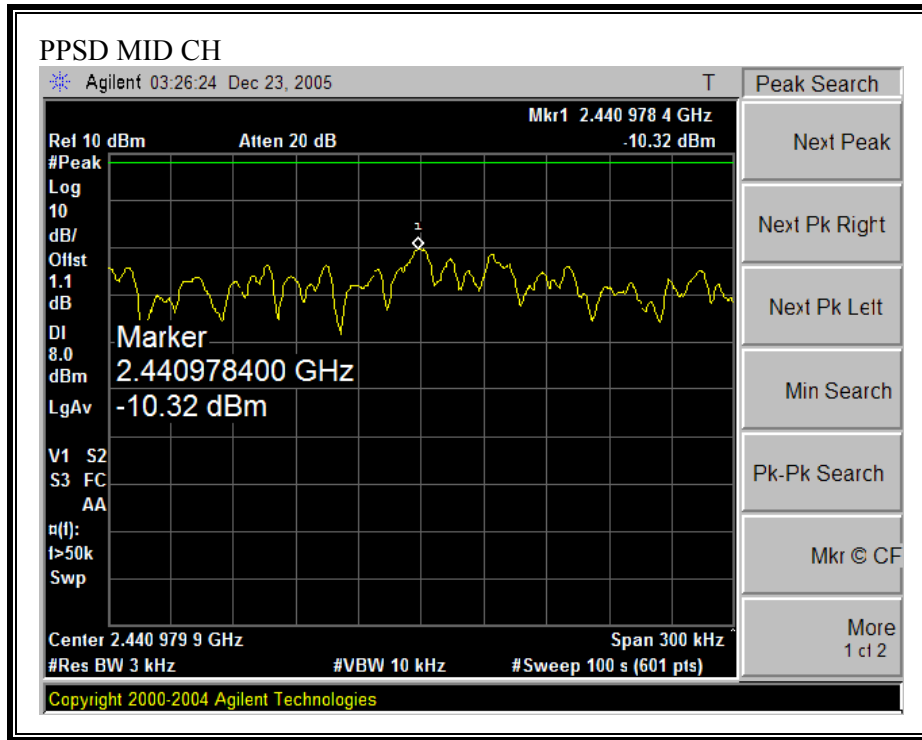 PPSD MID CH
Agilent 03:26:24 Dec 23, 2005 T
Peak Search
Mkr1 2.440 978 4 GHz
Ref 10 dBm Atten 20 dB -10.32 dBm
#Peak
Log
10
dB/
Offst
1.1
dB
DI
8.0
dBm
LgAv
V1 S2
S3 FC
AA
¤(f):
f>50k
Swp
1
Marker
2.440978400 GHz
-10.32 dBm
Center 2.440 979 9 GHz Span 300 kHz
#Res BW 3 kHz #VBW 10 kHz #Sweep 100 s (601 pts)
Copyright 2000-2004 Agilent Technologies
Next Peak
Next Pk Right
Next Pk Left
Min Search
Pk-Pk Search
Mkr © CF
More
1 of 2